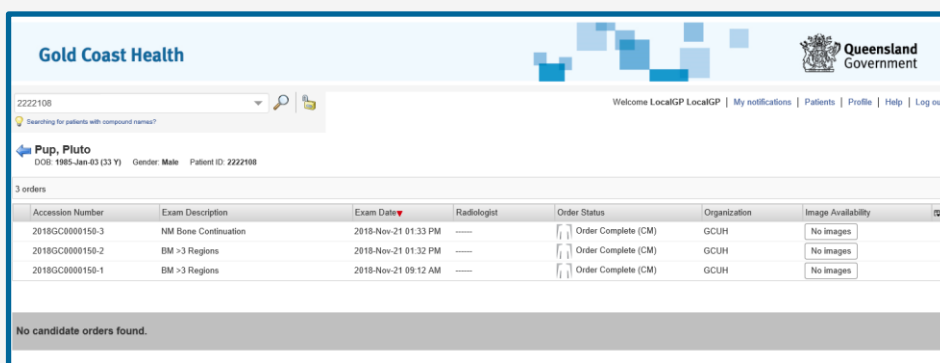 Gold Coast Health
Queensland
Government
2222108
Welcome LocalGP LocalGP | My notifications | Patients | Profile | Help | Log
Searching for patients with compound names?
Pup, Pluto
DOB: 1985-Jan-03 (33 Y) Gender: Male Patient ID: 2222108
3 orders
Accession Number Exam Description Exam Date Radiologist Order Status Organization Image Availability
2018GC0000150-3 NM Bone Continuation 2018-Nov-21 01:33 PM ------ Order Complete (CM) GCUH No images
2018GC0000150-2 BM >3 Regions 2018-Nov-21 01:32 PM ------ Order Complete (CM) GCUH No images
2018GC0000150-1 BM >3 Regions 2018-Nov-21 09:12 AM ------ Order Complete (CM) GCUH No images
No candidate orders found.